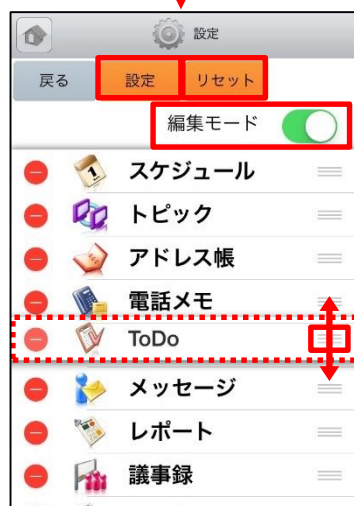 設定
戻る 設定 リセット
編集モード
スケジュール
トピック
アドレス帳
電話メモ
ToDo
メッセージ
レポート
議事録